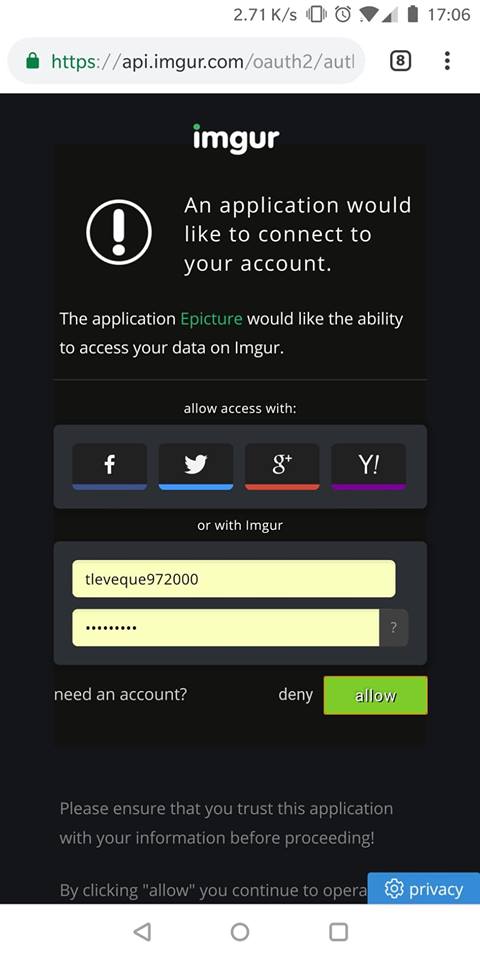 2.71 K/s 17:06
https://api.imgur.com/oauth2/aut
8
imgur
An application would
like to connect to
your account.
The application Epicture would like the ability
to access your data on Imgur.
allow access with:
f g+ Y!
or with Imgur
tleveque972000
•••••••••
?
need an account? deny allow
Please ensure that you trust this application
with your information before proceeding!
By clicking "allow" you continue to opera
privacy